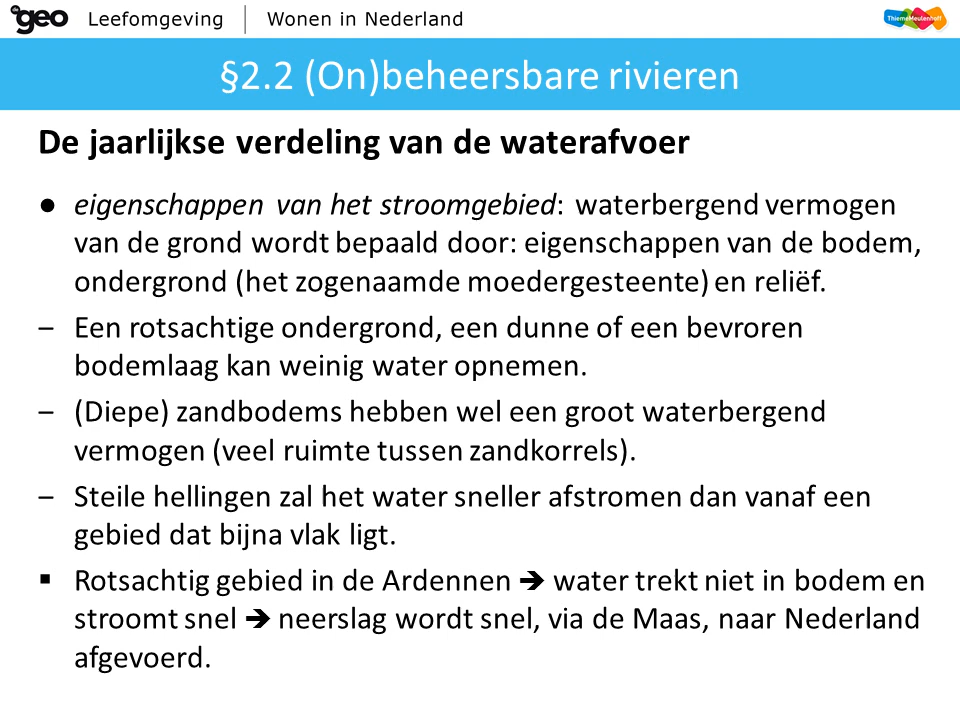 de geo Leefomgeving | Wonen in Nederland ThiemeMeulenhoff
§2.2 (On)beheersbare rivieren
De jaarlijkse verdeling van de waterafvoer
● eigenschappen van het stroomgebied: waterbergend vermogen
van de grond wordt bepaald door: eigenschappen van de bodem,
ondergrond (het zogenaamde moedergesteente) en reliëf.
– Een rotsachtige ondergrond, een dunne of een bevroren
bodemlaag kan weinig water opnemen.
– (Diepe) zandbodems hebben wel een groot waterbergend
vermogen (veel ruimte tussen zandkorrels).
– Steile hellingen zal het water sneller afstromen dan vanaf een
gebied dat bijna vlak ligt.
▪ Rotsachtig gebied in de Ardennen ➔ water trekt niet in bodem en
stroomt snel ➔ neerslag wordt snel, via de Maas, naar Nederland
afgevoerd.